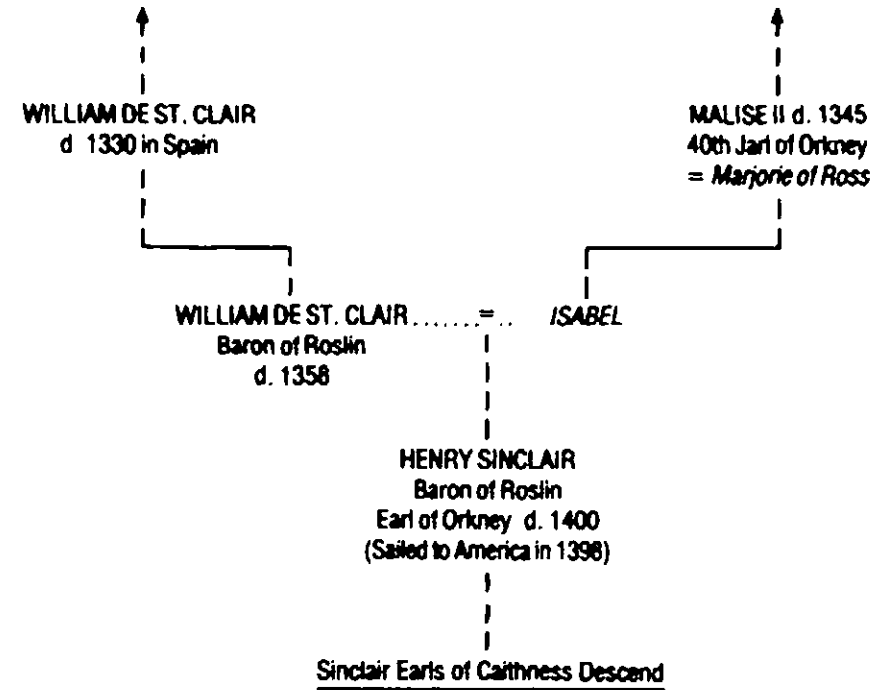 WILLIAM DE ST. CLAIR
d 1330 in Spain
MALISE II d. 1345
40th Jarl of Orkney
= Marjorie of Ross
WILLIAM DE ST. CLAIR ....... = .. ISABEL
Baron of Roslin
d. 1358
HENRY SINCLAIR
Baron of Roslin
Earl of Orkney d. 1400
(Sailed to America in 1398)
Sinclair Earls of Caithness Descend